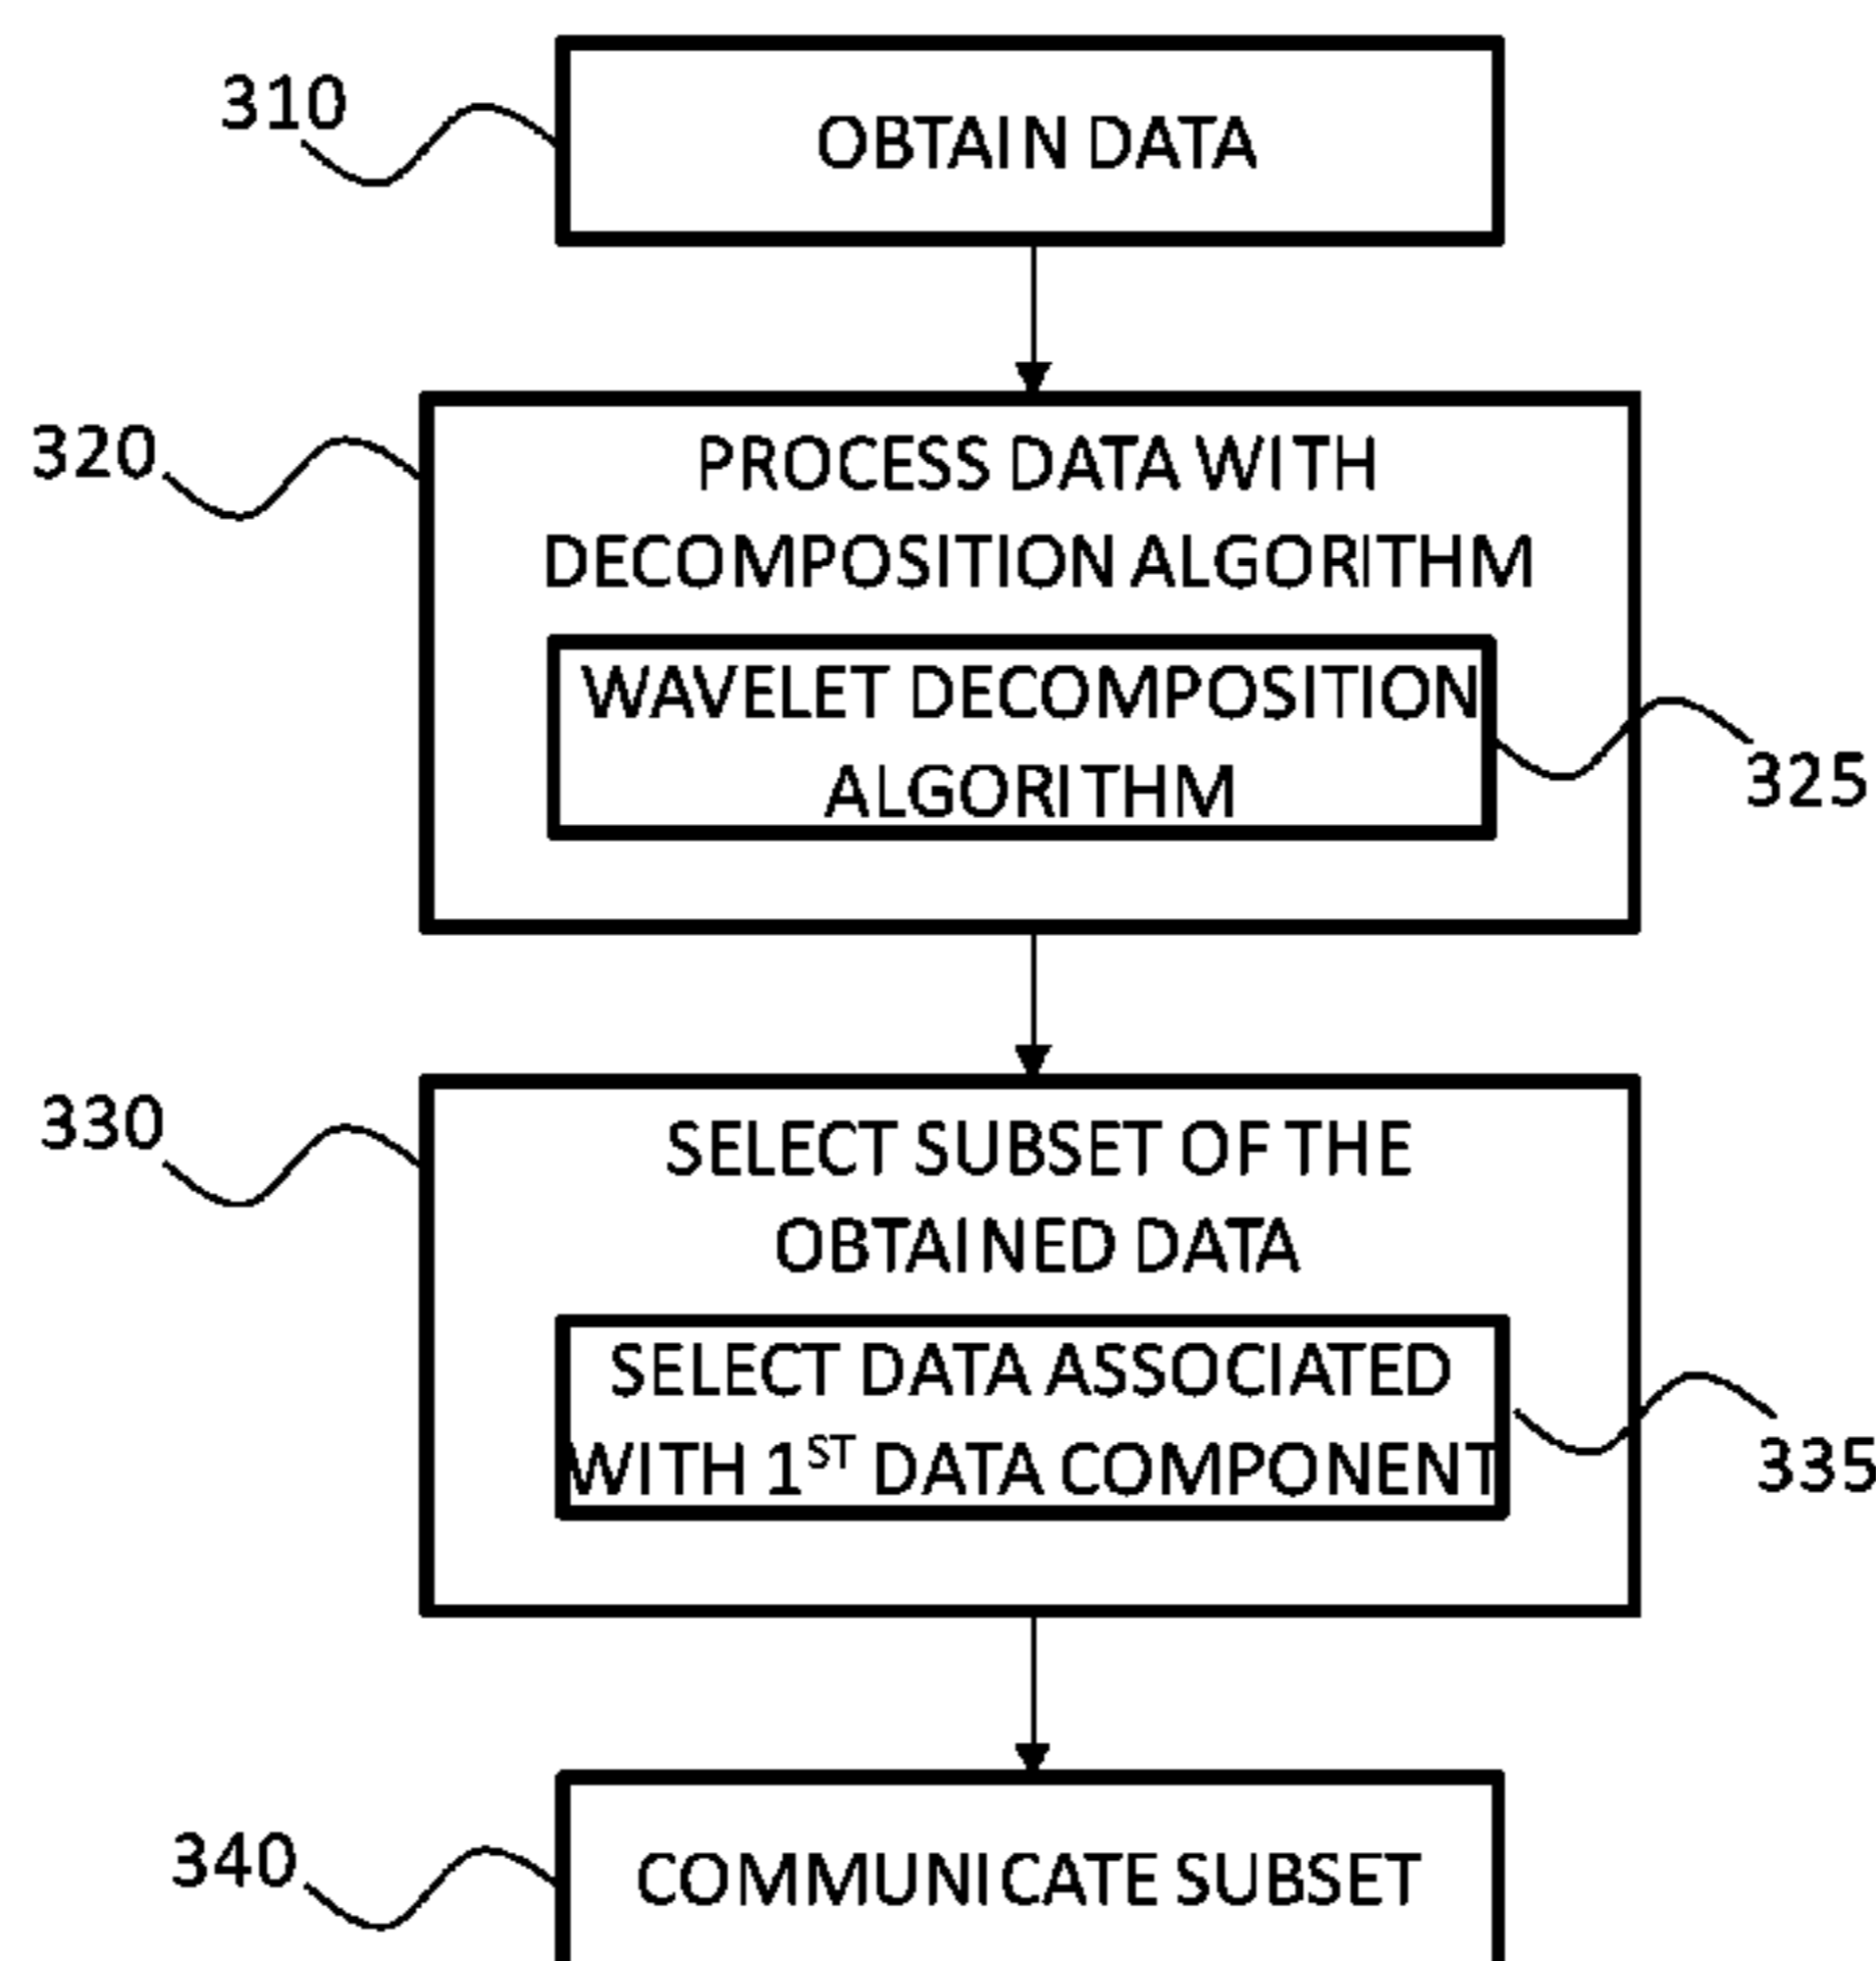 310
OBTAIN DATA
320
PROCESS DATA WITH
DECOMPOSITION ALGORITHM
WAVELET DECOMPOSITION
ALGORITHM
325
330
SELECT SUBSET OF THE
OBTAINED DATA
SELECT DATA ASSOCIATED
WITH 1ST DATA COMPONENT
335
340
COMMUNICATE SUBSET